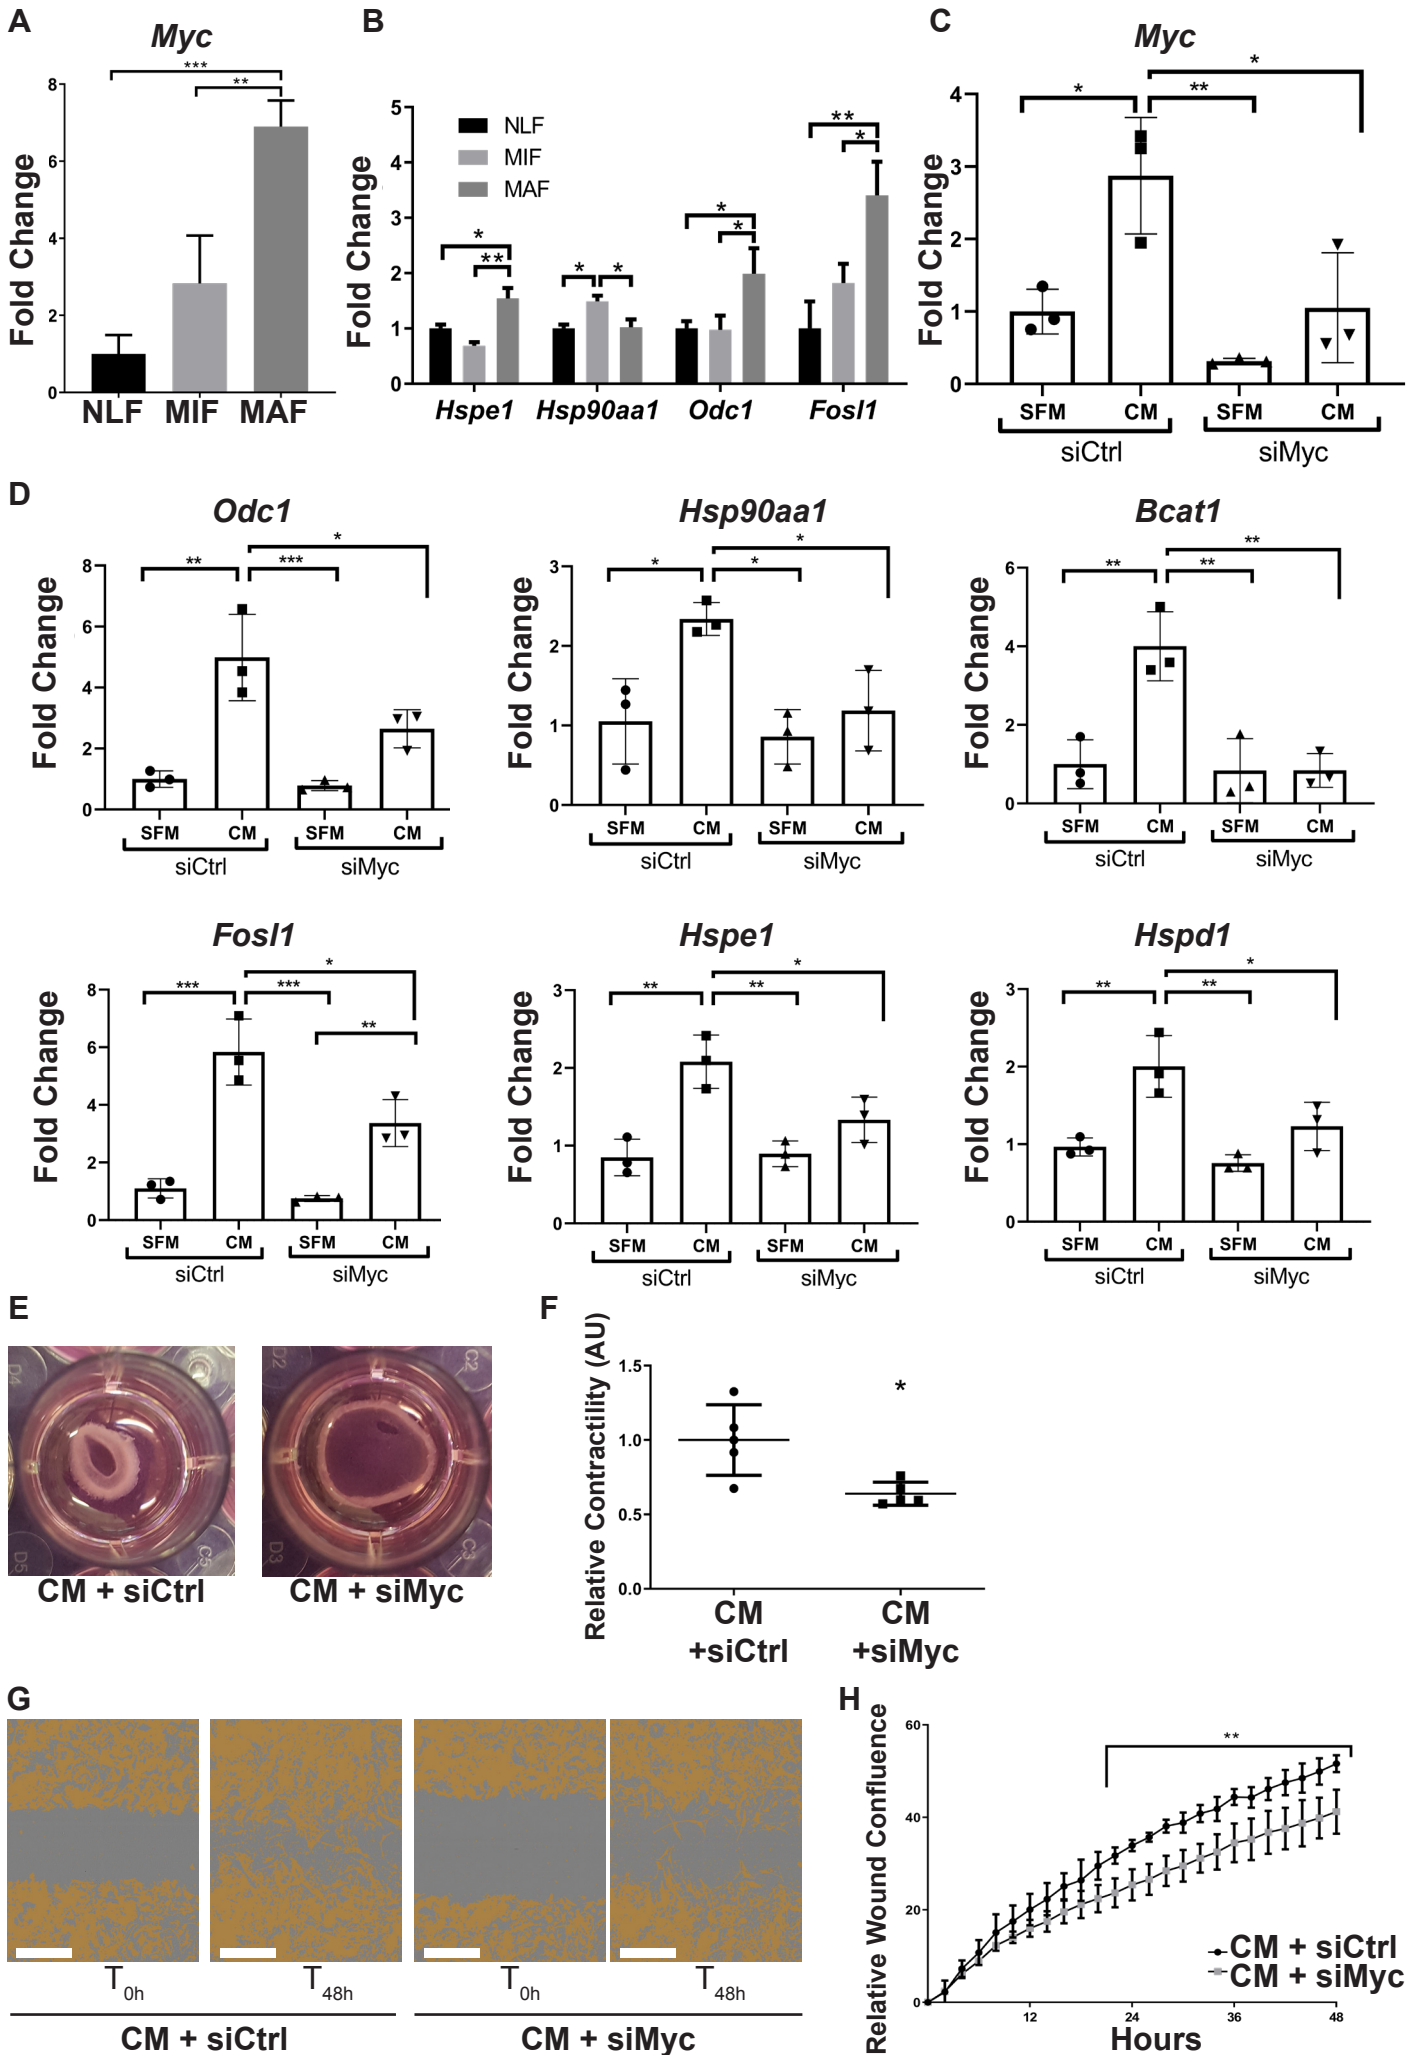 A
Myc
***
**
Fold Change
8
6
4
2
0
NLF MIF MAF
B
NLF
MIF
MAF
Fold Change
5
4
3
2
1
0
* ** * * * * ** *
Hspe1 Hsp90aa1 Odc1 Fosl1
C
Myc
*
* **
Fold Change
4
3
2
1
0
SFM CM SFM CM
siCtrl siMyc
D
Odc1
*
** ***
Fold Change
8
6
4
2
0
SFM CM SFM CM
siCtrl siMyc
Hsp90aa1
*
* *
Fold Change
3
2
1
0
SFM CM SFM CM
siCtrl siMyc
Bcat1
**
** **
Fold Change
6
4
2
0
SFM CM SFM CM
siCtrl siMyc
Fosl1
*
*** ***
**
Fold Change
8
6
4
2
0
SFM CM SFM CM
siCtrl siMyc
Hspe1
*
** **
Fold Change
3
2
1
0
SFM CM SFM CM
siCtrl siMyc
Hspd1
*
** **
Fold Change
3
2
1
0
SFM CM SFM CM
siCtrl siMyc
E
D4
D5
C5
CM + siCtrl
D2
C2
D3
C3
CM + siMyc
F
Relative Contractility (AU)
1.5
1.0
0.5
0.0
*
CM CM
+siCtrl +siMyc
G
T0h T48h T0h T48h
CM + siCtrl CM + siMyc
H
Relative Wound Confluence
60
40
20
0
**
CM + siCtrl
CM + siMyc
12 24 36 48
Hours